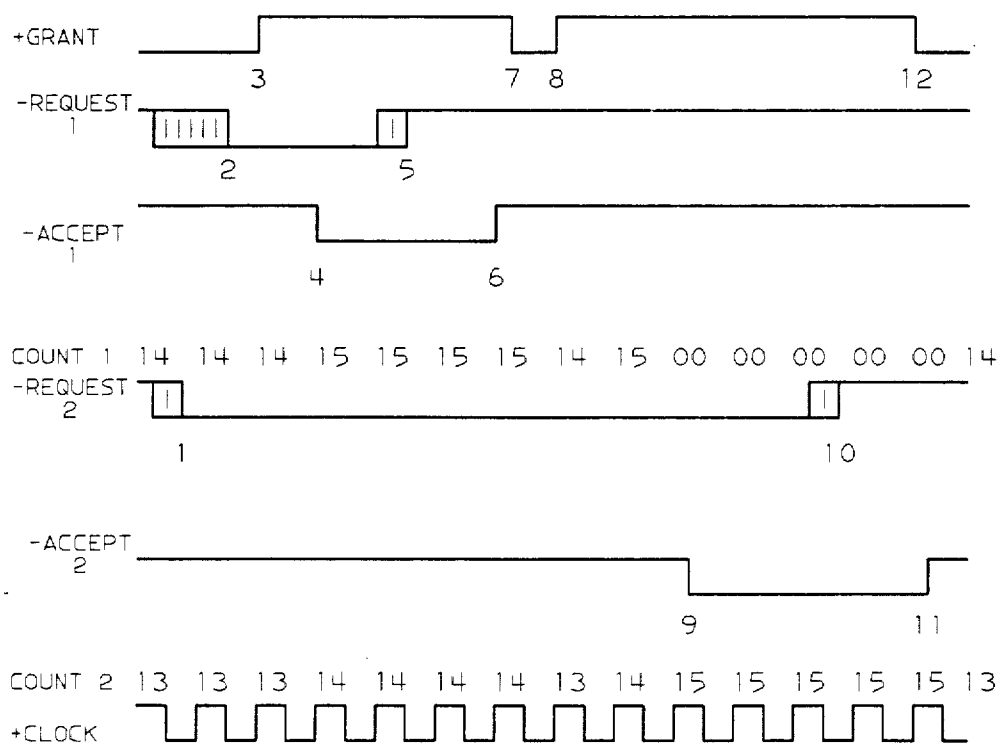 +GRANT
3 7 8 12
-REQUEST
1
2 5
-ACCEPT
1
4 6
COUNT 1 14 14 14 15 15 15 15 14 15 00 00 00 00 00 14
-REQUEST
2
1 10
-ACCEPT
2
9 11
COUNT 2 13 13 13 14 14 14 14 13 14 15 15 15 15 15 13
+CLOCK